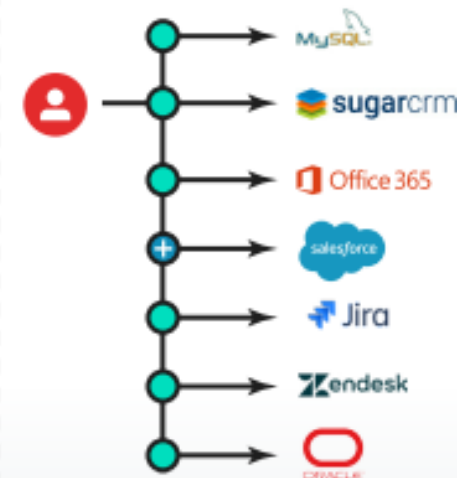 MySQL
sugarcrm
Office 365
salesforce
Jira
Zendesk
ORACLE